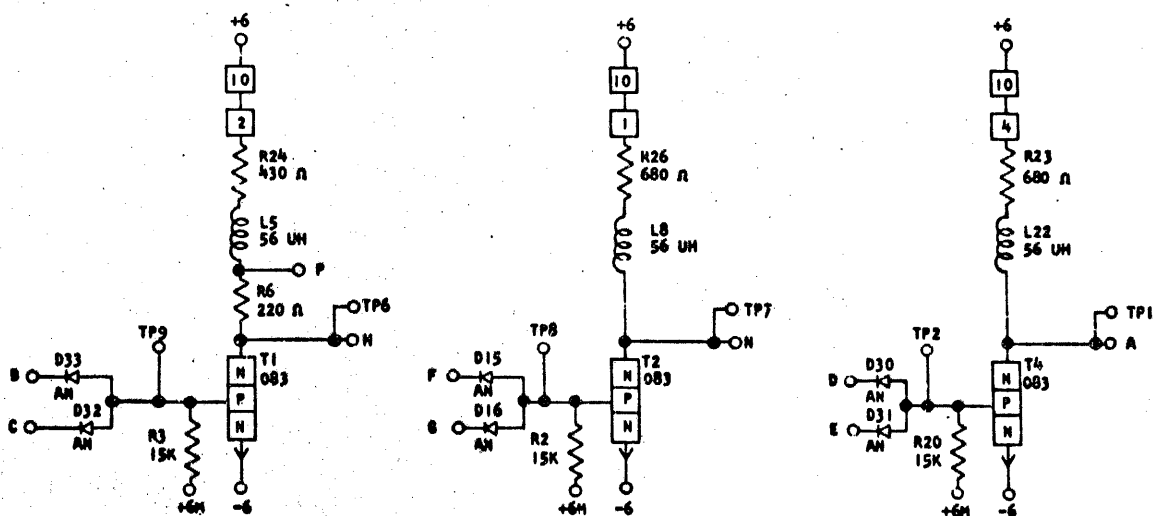 +6
10
2
R24
430 Ω
L5
56 UH
P
R6
220 Ω
TP6
H
TP9
T1
083
D33
B
AN
D32
C
AN
N
P
N
R3
15K
+6M
-6
+6
10
1
R26
680 Ω
L8
56 UH
TP7
N
TP8
T2
083
D15
F
AN
D16
G
AN
N
P
N
R2
15K
+6M
-6
+6
10
4
R23
680 Ω
L22
56 UH
TP1
A
TP2
T4
083
D30
D
AN
D31
E
AN
N
P
N
R20
15K
+6M
-6